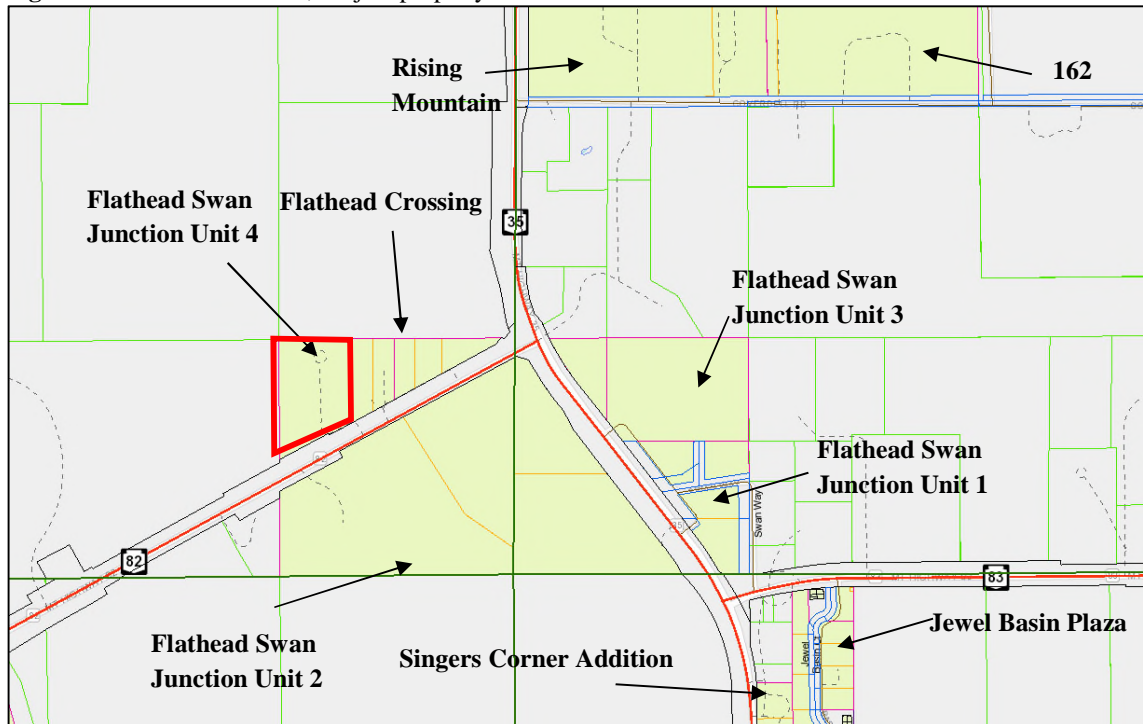 Rising
Mountain
162
35
Flathead Swan
Junction Unit 4
Flathead Crossing
Flathead Swan
Junction Unit 3
Flathead Swan
Junction Unit 1
Swan Way
35
82
82
83
Flathead Swan
Junction Unit 2
Singers Corner Addition
Jewel Basin Plaza
Jewel
Basin Ct